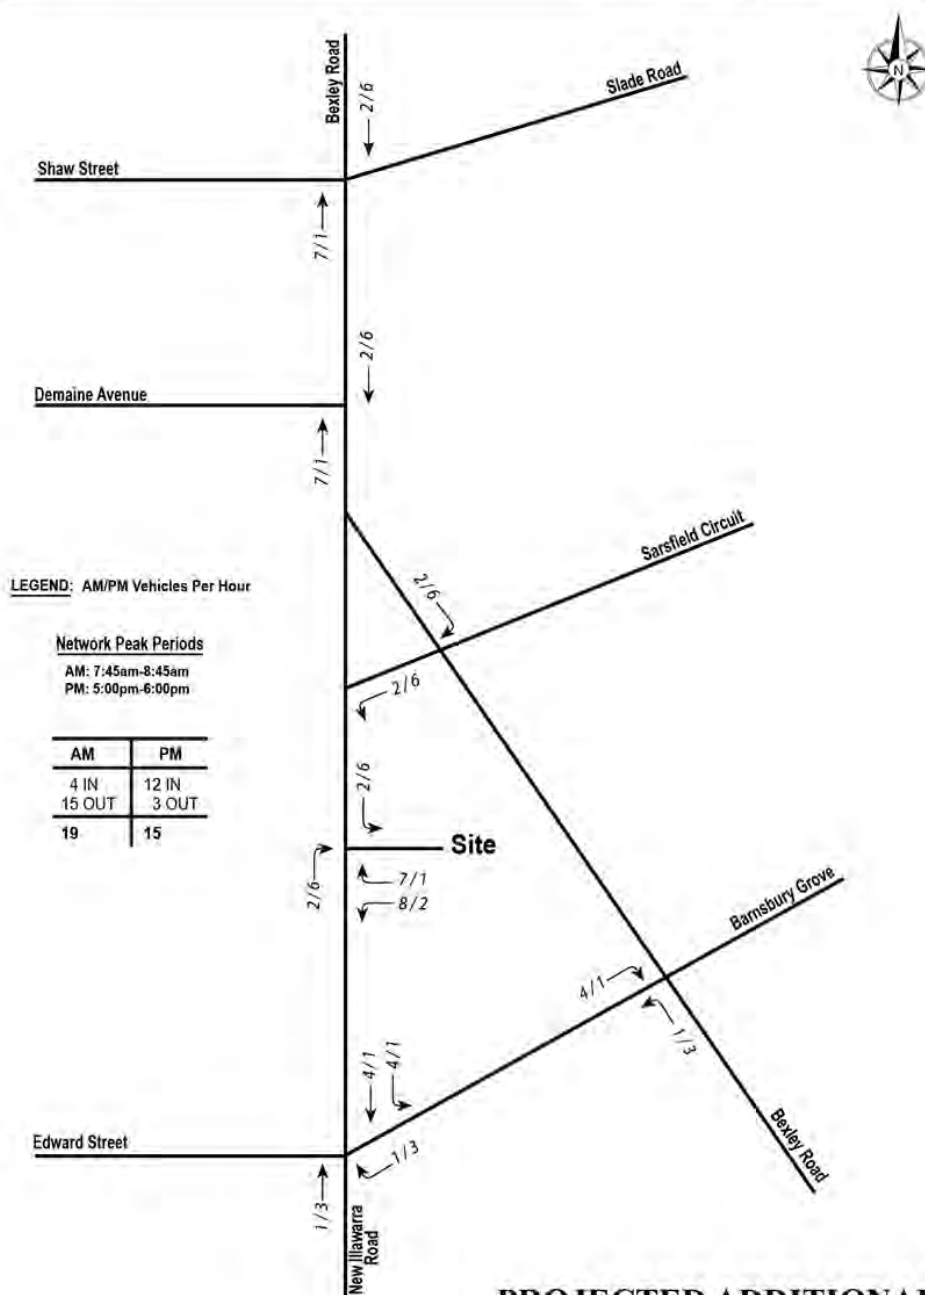 Bexley Road
2/6
Slade Road
N
Shaw Street
7/1
2/6
Demaine Avenue
7/1
Sarsfield Circuit
LEGEND: AM/PM Vehicles Per Hour
2/6
Network Peak Periods
AM: 7:45am-8:45am
PM: 5:00pm-6:00pm
2/6
AM PM
4 IN 12 IN
15 OUT 3 OUT
19 15
2/6
Site
2/6
7/1
8/2
Barnsbury Grove
4/1
1/3
4/1
4/1
Edward Street
1/3
Bexley Road
1/3
New Illawarra
Road